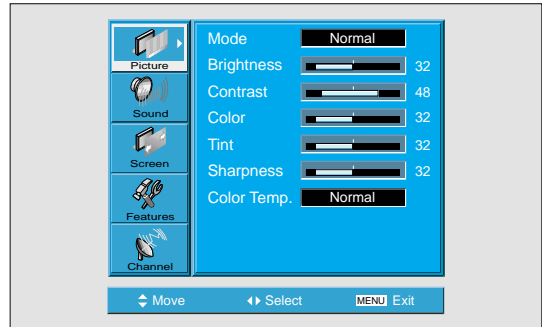 Picture
Sound
Screen
Features
Channel
Mode Normal
Brightness 32
Contrast 48
Color 32
Tint 32
Sharpness 32
Color Temp. Normal
Move Select MENU Exit